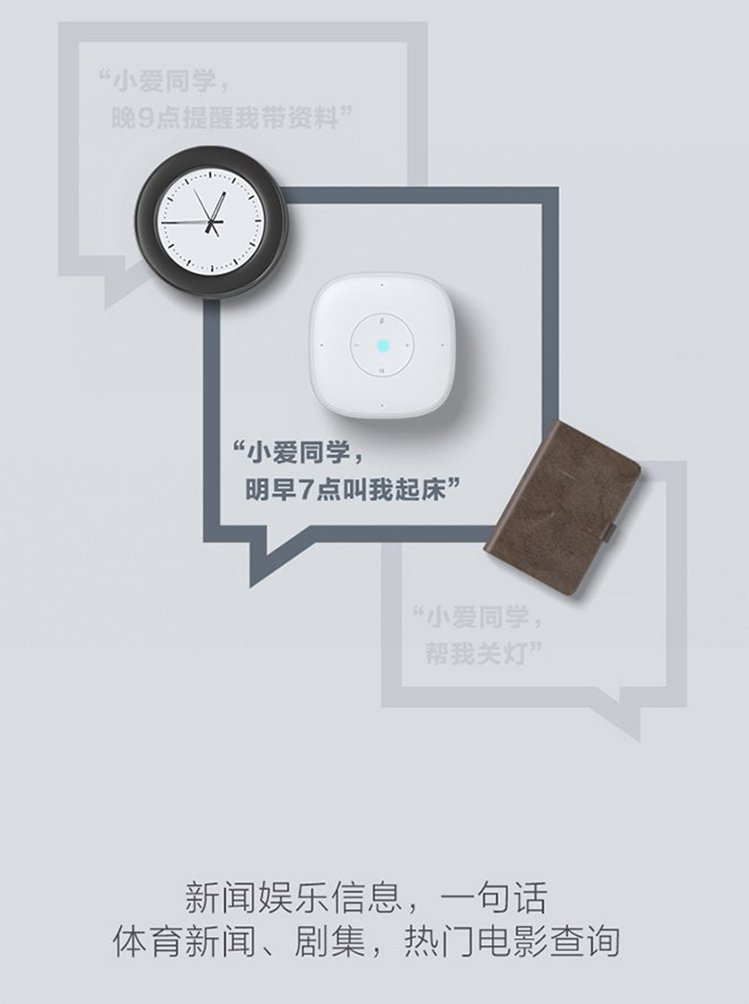 “小爱同学，
晚9点提醒我带资料”
“小爱同学，
明早7点叫我起床”
“小爱同学，
帮我关灯”
新闻娱乐信息，一句话
体育新闻、剧集，热门电影查询